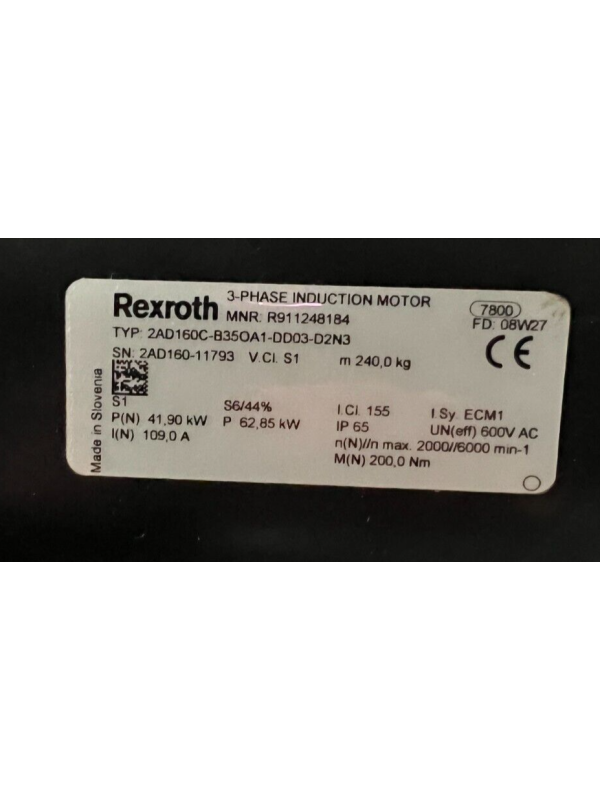 Rexroth 3-PHASE INDUCTION MOTOR
MNR: R911248184
7800
FD: 08W27
TYP: 2AD160C-B35OA1-DD03-D2N3
SN: 2AD160-11793 V.Cl. S1 m 240,0 kg
CE
Made in Slovenia
S1 S6/44% I.Cl. 155 I.Sy. ECM1
P(N) 41,90 kW P 62,85 kW IP 65 UN(eff) 600V AC
I(N) 109,0 A n(N)//n max. 2000//6000 min-1
M(N) 200,0 Nm